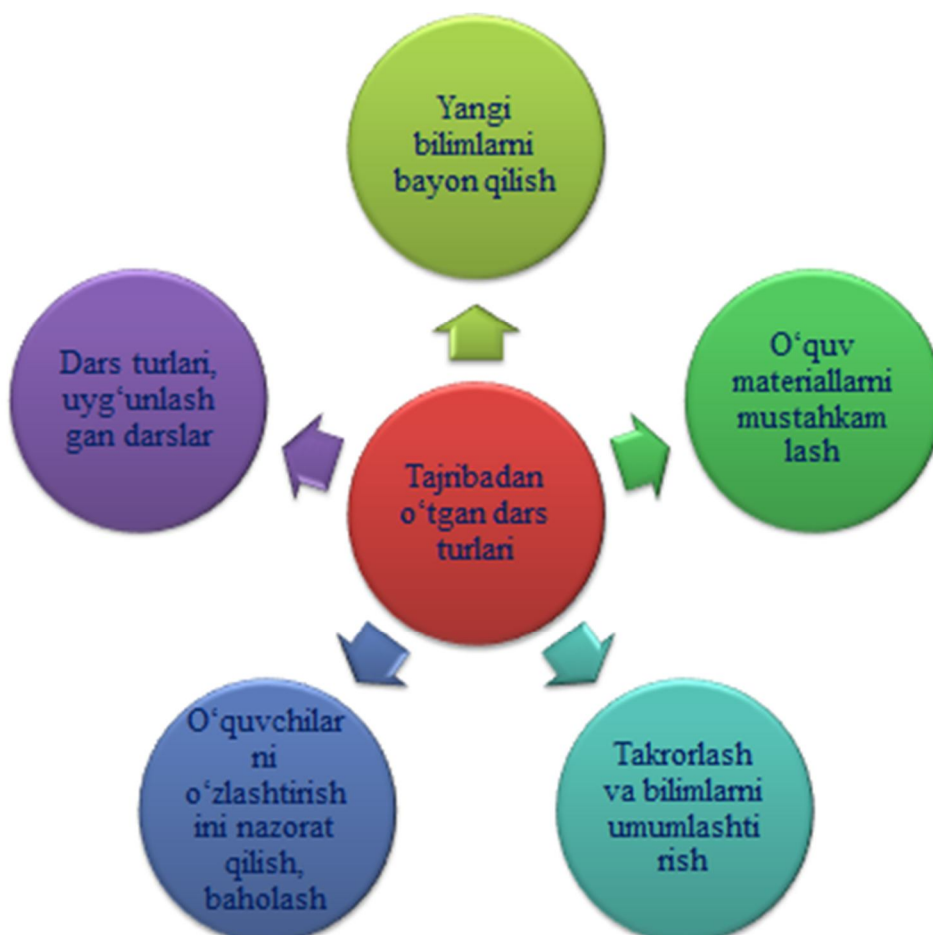 Yangi
bilimlarni
bayon qilish
Dars turlari,
uyg‘unlash
gan darslar
O‘quv
materiallarni
mustahkam
lash
Tajribadan
o‘tgan dars
turlari
O‘quvchilar
ni
o‘zlashtirish
ini nazorat
qilish,
baholash
Takrorlash
va bilimlarni
umumlashti
rish